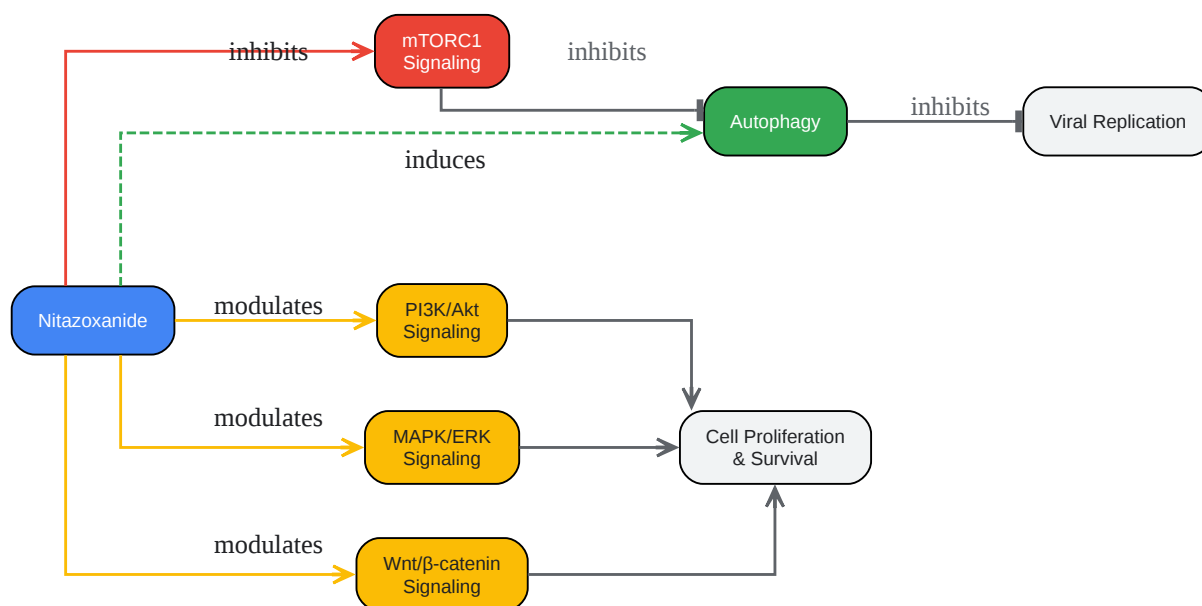 inhibits
mTORC1
Signaling
inhibits
Autophagy
inhibits
Viral Replication
induces
Nitazoxanide
modulates
PI3K/Akt
Signaling
modulates
MAPK/ERK
Signaling
Cell Proliferation
& Survival
modulates
Wnt/β-catenin
Signaling